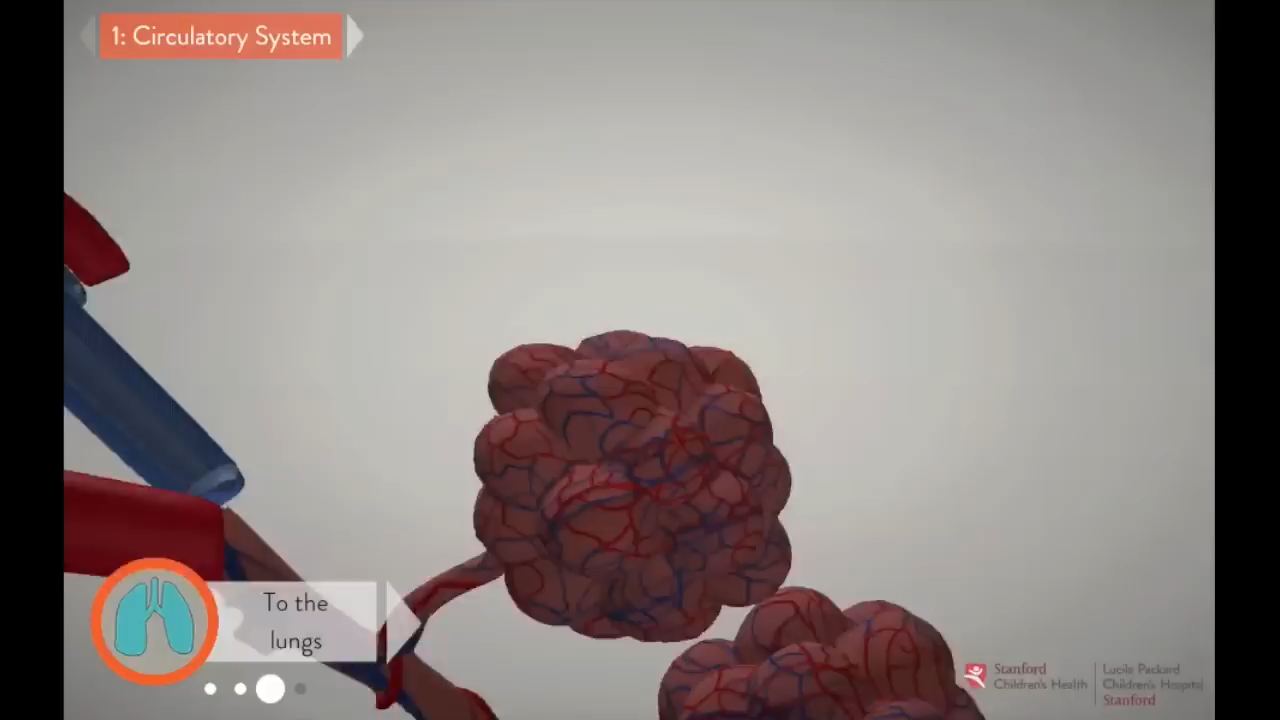 1: Circulatory System
To the
lungs
Stanford
Children's Health
Lucile Packard
Children's Hospital
Stanford